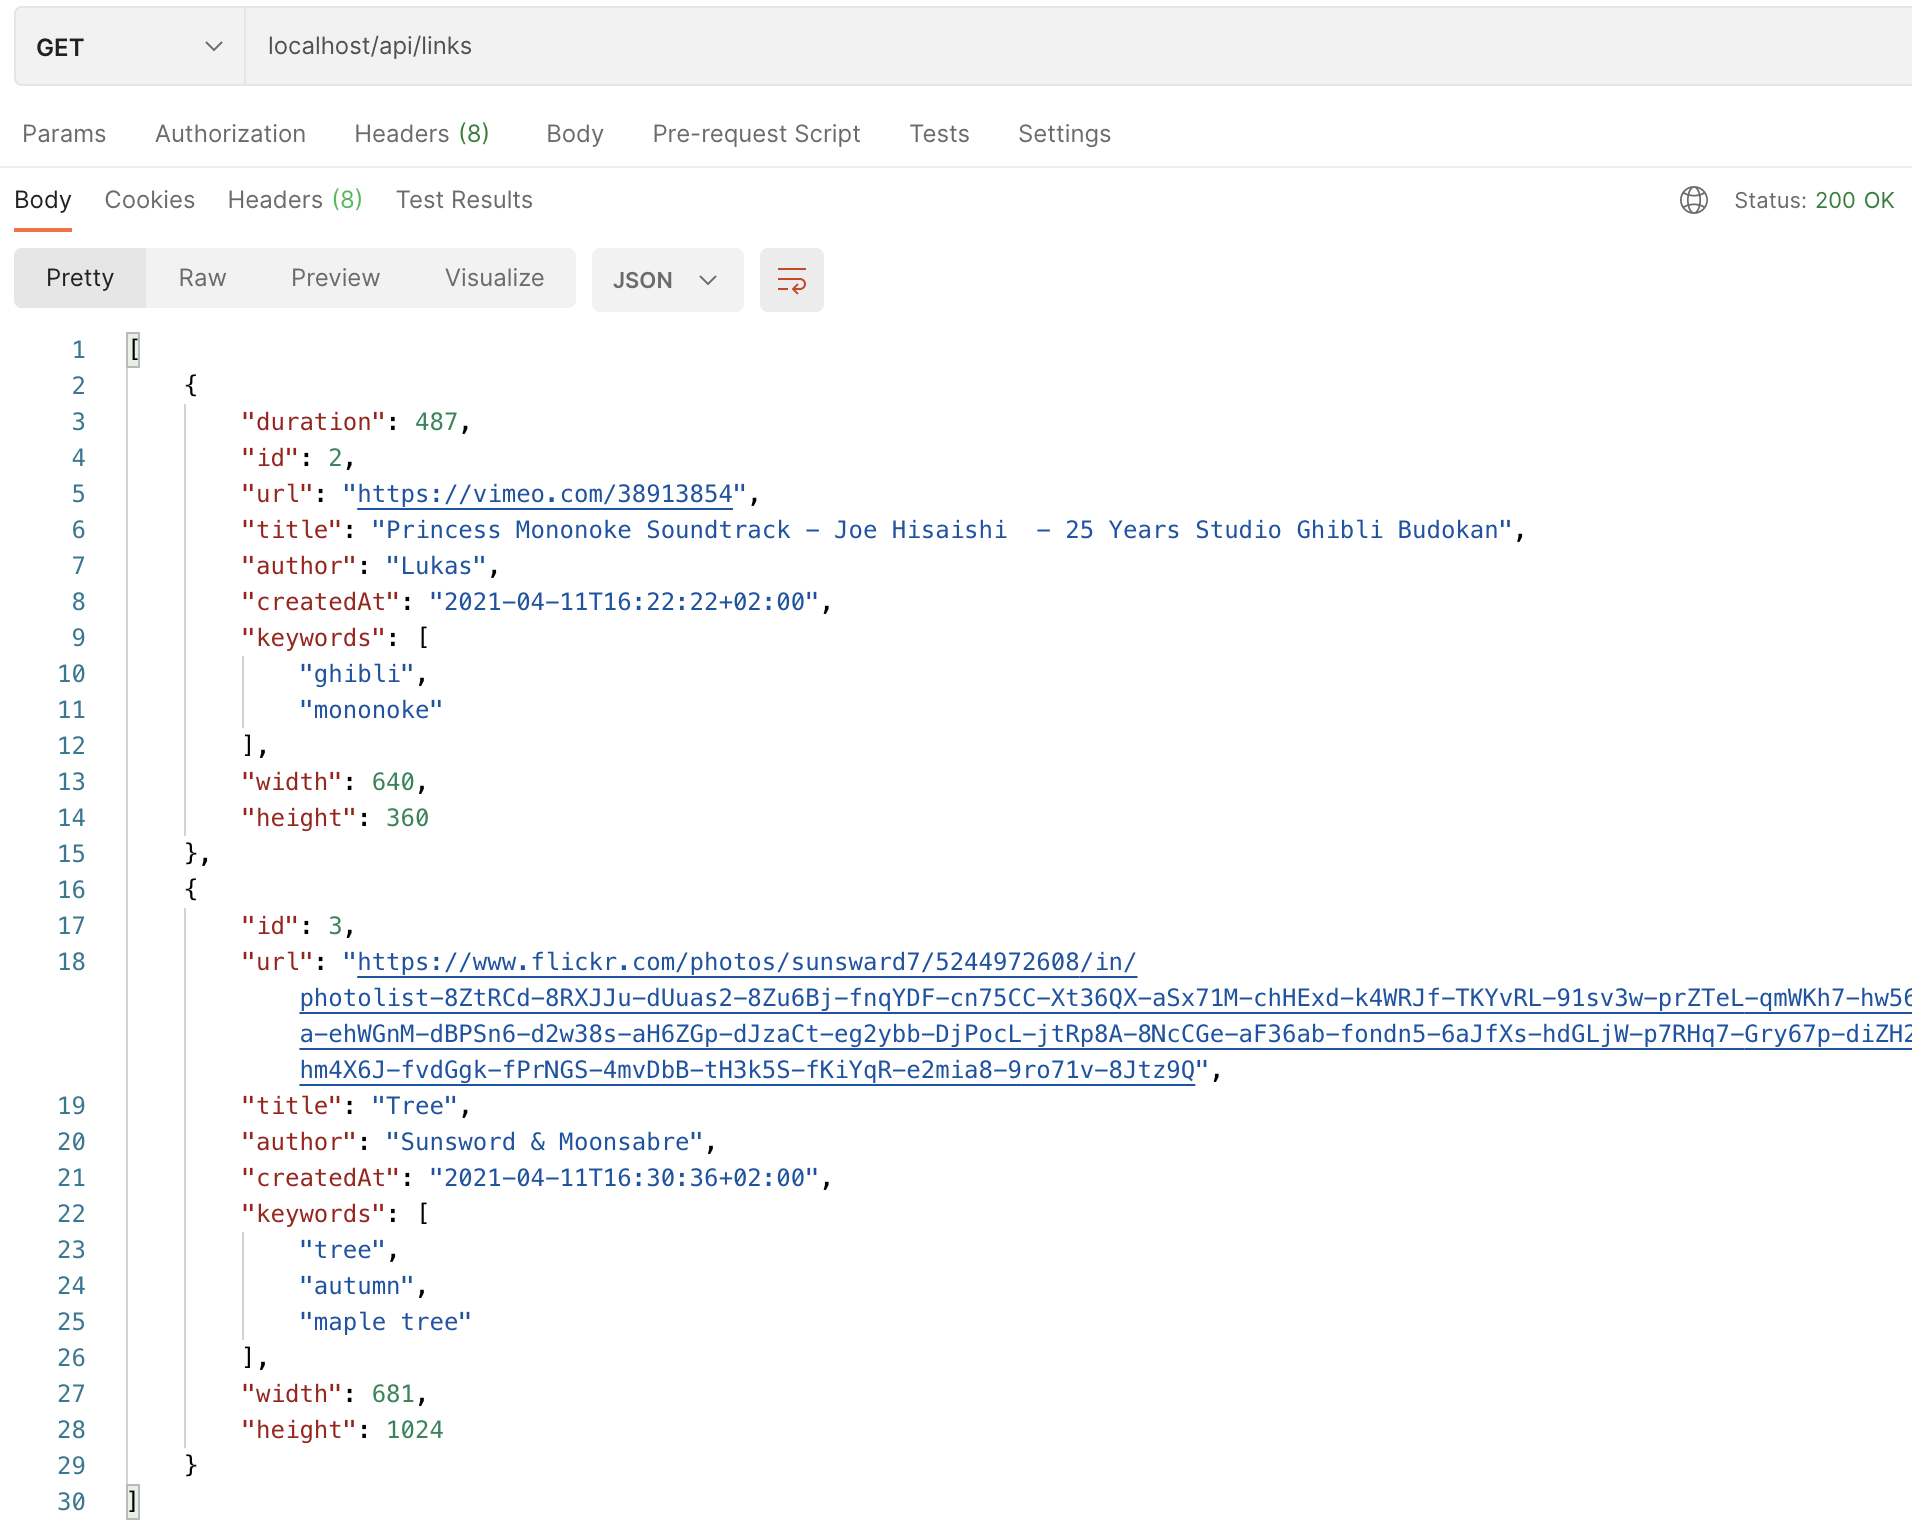 GET localhost/api/links
Params Authorization Headers (8) Body Pre-request Script Tests Settings
Body Cookies Headers (8) Test Results Status: 200 OK
Pretty Raw Preview Visualize JSON
1 [
2 {
3 "duration": 487,
4 "id": 2,
5 "url": "https://vimeo.com/38913854",
6 "title": "Princess Mononoke Soundtrack - Joe Hisaishi  - 25 Years Studio Ghibli Budokan",
7 "author": "Lukas",
8 "createdAt": "2021-04-11T16:22:22+02:00",
9 "keywords": [
10 "ghibli",
11 "mononoke"
12 ],
13 "width": 640,
14 "height": 360
15 },
16 {
17 "id": 3,
18 "url": "https://www.flickr.com/photos/sunsward7/5244972608/in/
photolist-8ZtRCd-8RXJJu-dUuas2-8Zu6Bj-fnqYDF-cn75CC-Xt36QX-aSx71M-chHExd-k4WRJf-TKYvRL-91sv3w-prZTeL-qmWKh7-hw56
a-ehWGnM-dBPSn6-d2w38s-aH6ZGp-dJzaCt-eg2ybb-DjPocL-jtRp8A-8NcCGe-aF36ab-fondn5-6aJfXs-hdGLjW-p7RHq7-Gry67p-diZH2
hm4X6J-fvdGgk-fPrNGS-4mvDbB-tH3k5S-fKiYqR-e2mia8-9ro71v-8Jtz9Q",
19 "title": "Tree",
20 "author": "Sunsword & Moonsabre",
21 "createdAt": "2021-04-11T16:30:36+02:00",
22 "keywords": [
23 "tree",
24 "autumn",
25 "maple tree"
26 ],
27 "width": 681,
28 "height": 1024
29 }
30 ]